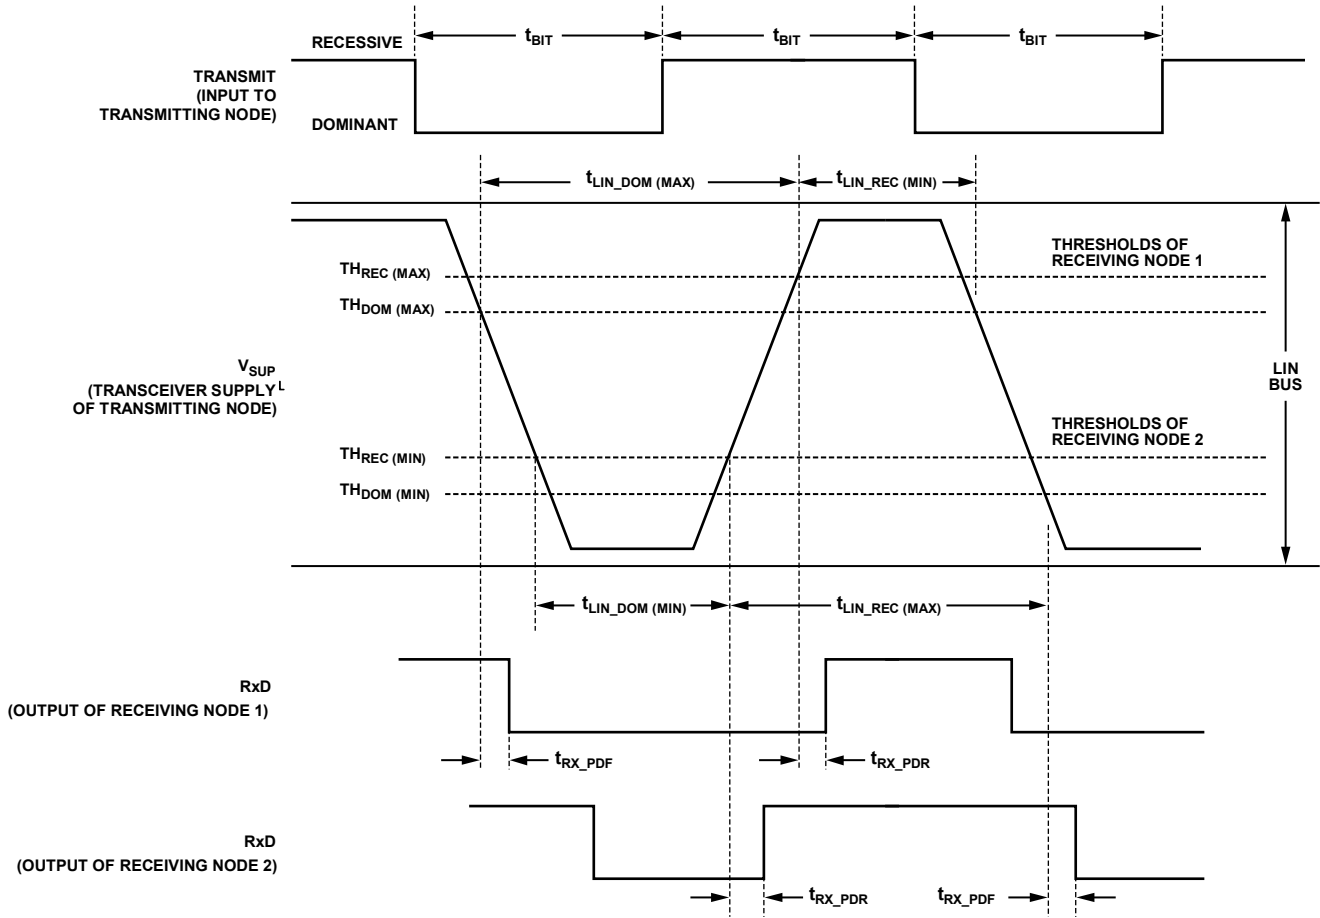 tBIT
tBIT
tBIT
RECESSIVE
TRANSMIT
(INPUT TO
TRANSMITTING NODE)
DOMINANT
tLIN_DOM (MAX)
tLIN_REC (MIN)
THREC (MAX)
THRESHOLDS OF
RECEIVING NODE 1
THDOM (MAX)
VSUP
(TRANSCEIVER SUPPLY L
OF TRANSMITTING NODE)
LIN
BUS
THRESHOLDS OF
RECEIVING NODE 2
THREC (MIN)
THDOM (MIN)
tLIN_DOM (MIN)
tLIN_REC (MAX)
RxD
(OUTPUT OF RECEIVING NODE 1)
tRX_PDF
tRX_PDR
RxD
(OUTPUT OF RECEIVING NODE 2)
tRX_PDR
tRX_PDF